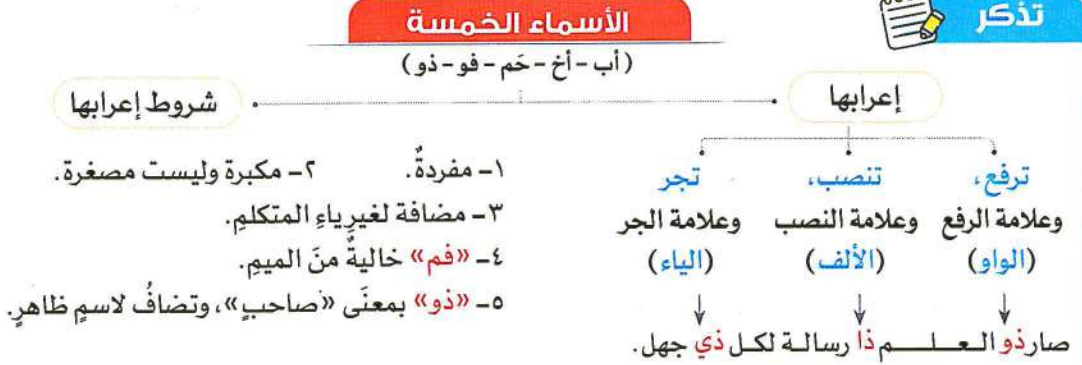 تذكر
الأسماء الخمسة
(أب - أخ - حَم - فو - ذو)
إعرابها
ترفع، تنصب، تجر
وعلامة الرفع وعلامة النصب وعلامة الجر
(الواو) (الألف) (الياء)
صار ذو العلم ذا رسالة لكل ذي جهل.
شروط إعرابها
١- مفردةٌ. ٢- مكبرة وليست مصغرة.
٣- مضافة لغيرِ ياءِ المتكلمِ.
٤- «فم» خاليةٌ منَ الميمِ.
٥- «ذو» بمعنَى «صاحبٍ»، وتضافُ لاسمٍ ظاهرٍ.